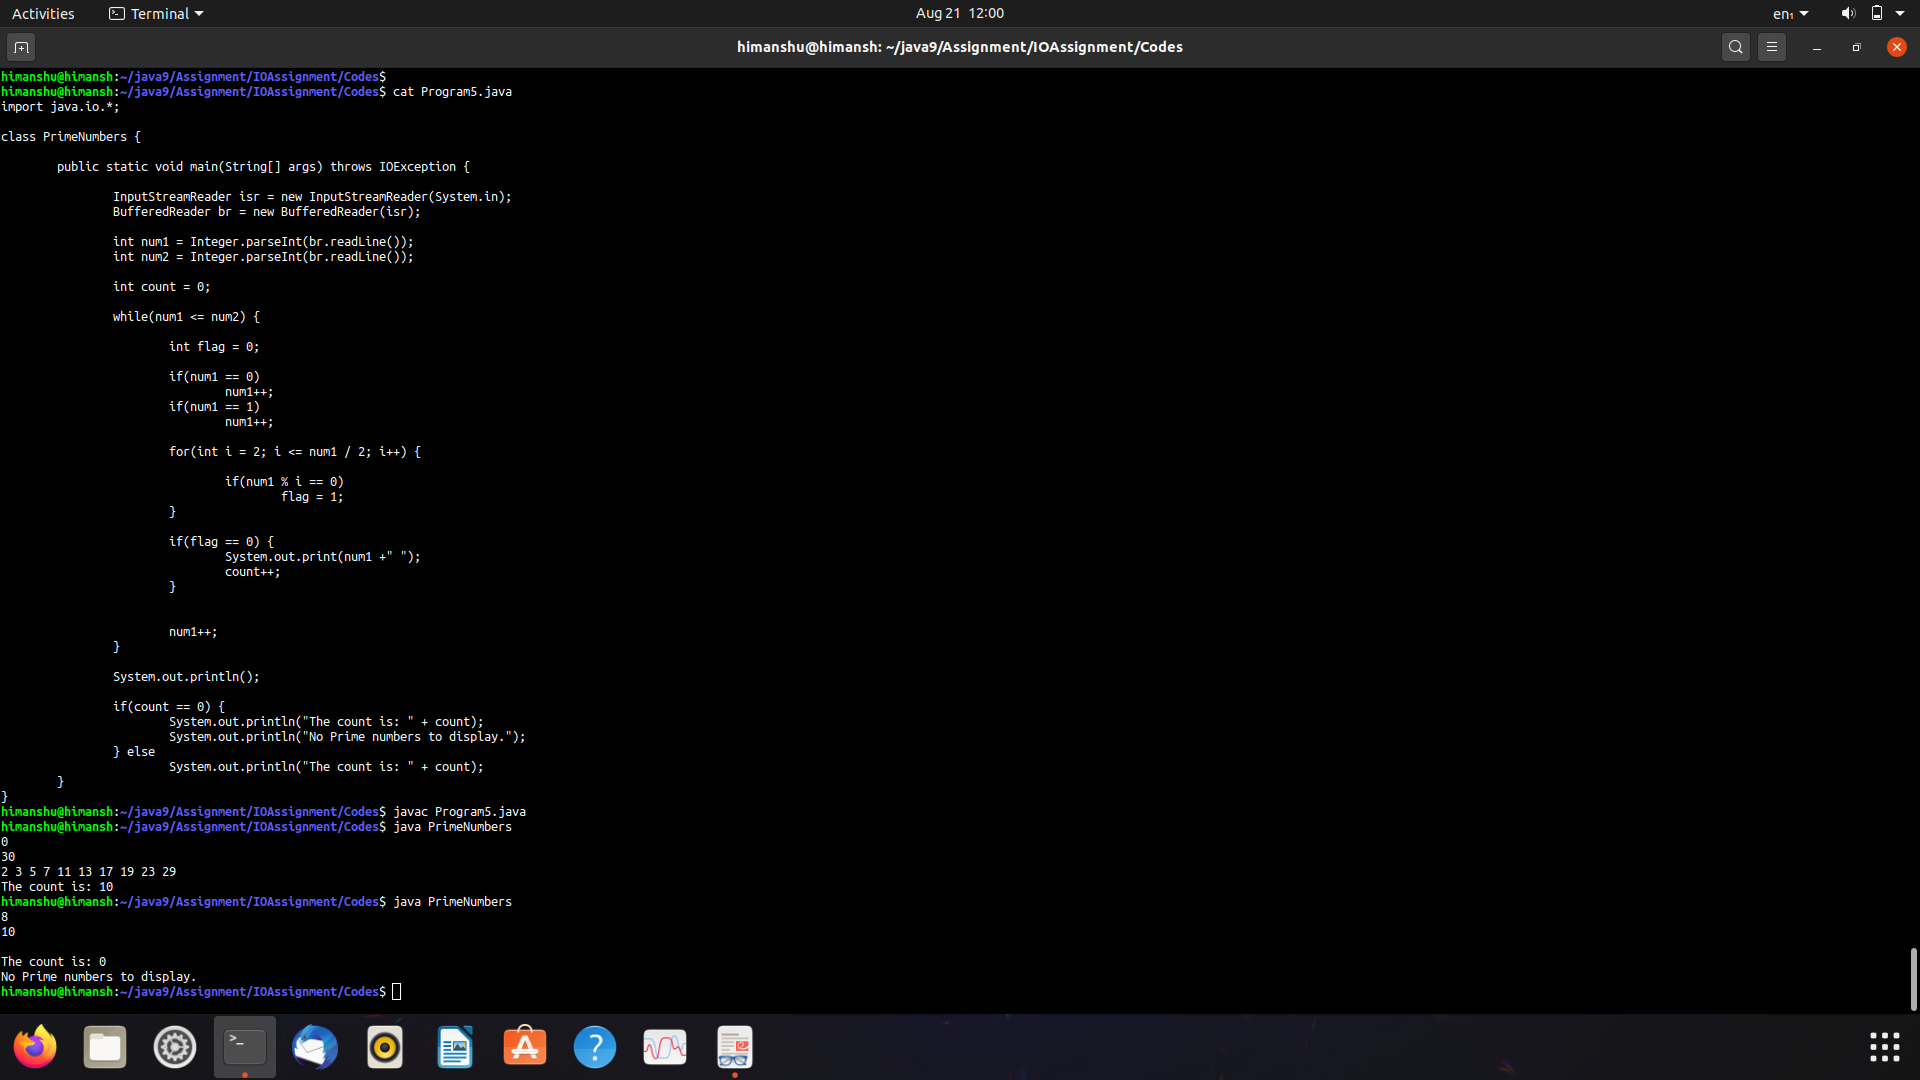 Activities Terminal Aug 21 12:00 en₁
himanshu@himansh: ~/java9/Assignment/IOAssignment/Codes
himanshu@himansh:~/java9/Assignment/IOAssignment/Codes$
himanshu@himansh:~/java9/Assignment/IOAssignment/Codes$ cat Program5.java
import java.io.*;
class PrimeNumbers {
public static void main(String[] args) throws IOException {
InputStreamReader isr = new InputStreamReader(System.in);
BufferedReader br = new BufferedReader(isr);
int num1 = Integer.parseInt(br.readLine());
int num2 = Integer.parseInt(br.readLine());
int count = 0;
while(num1 <= num2) {
int flag = 0;
if(num1 == 0)
num1++;
if(num1 == 1)
num1++;
for(int i = 2; i <= num1 / 2; i++) {
if(num1 % i == 0)
flag = 1;
}
if(flag == 0) {
System.out.print(num1 +" ");
count++;
}
num1++;
}
System.out.println();
if(count == 0) {
System.out.println("The count is: " + count);
System.out.println("No Prime numbers to display.");
} else
System.out.println("The count is: " + count);
}
}
himanshu@himansh:~/java9/Assignment/IOAssignment/Codes$ javac Program5.java
himanshu@himansh:~/java9/Assignment/IOAssignment/Codes$ java PrimeNumbers
0
30
2 3 5 7 11 13 17 19 23 29
The count is: 10
himanshu@himansh:~/java9/Assignment/IOAssignment/Codes$ java PrimeNumbers
8
10
The count is: 0
No Prime numbers to display.
himanshu@himansh:~/java9/Assignment/IOAssignment/Codes$